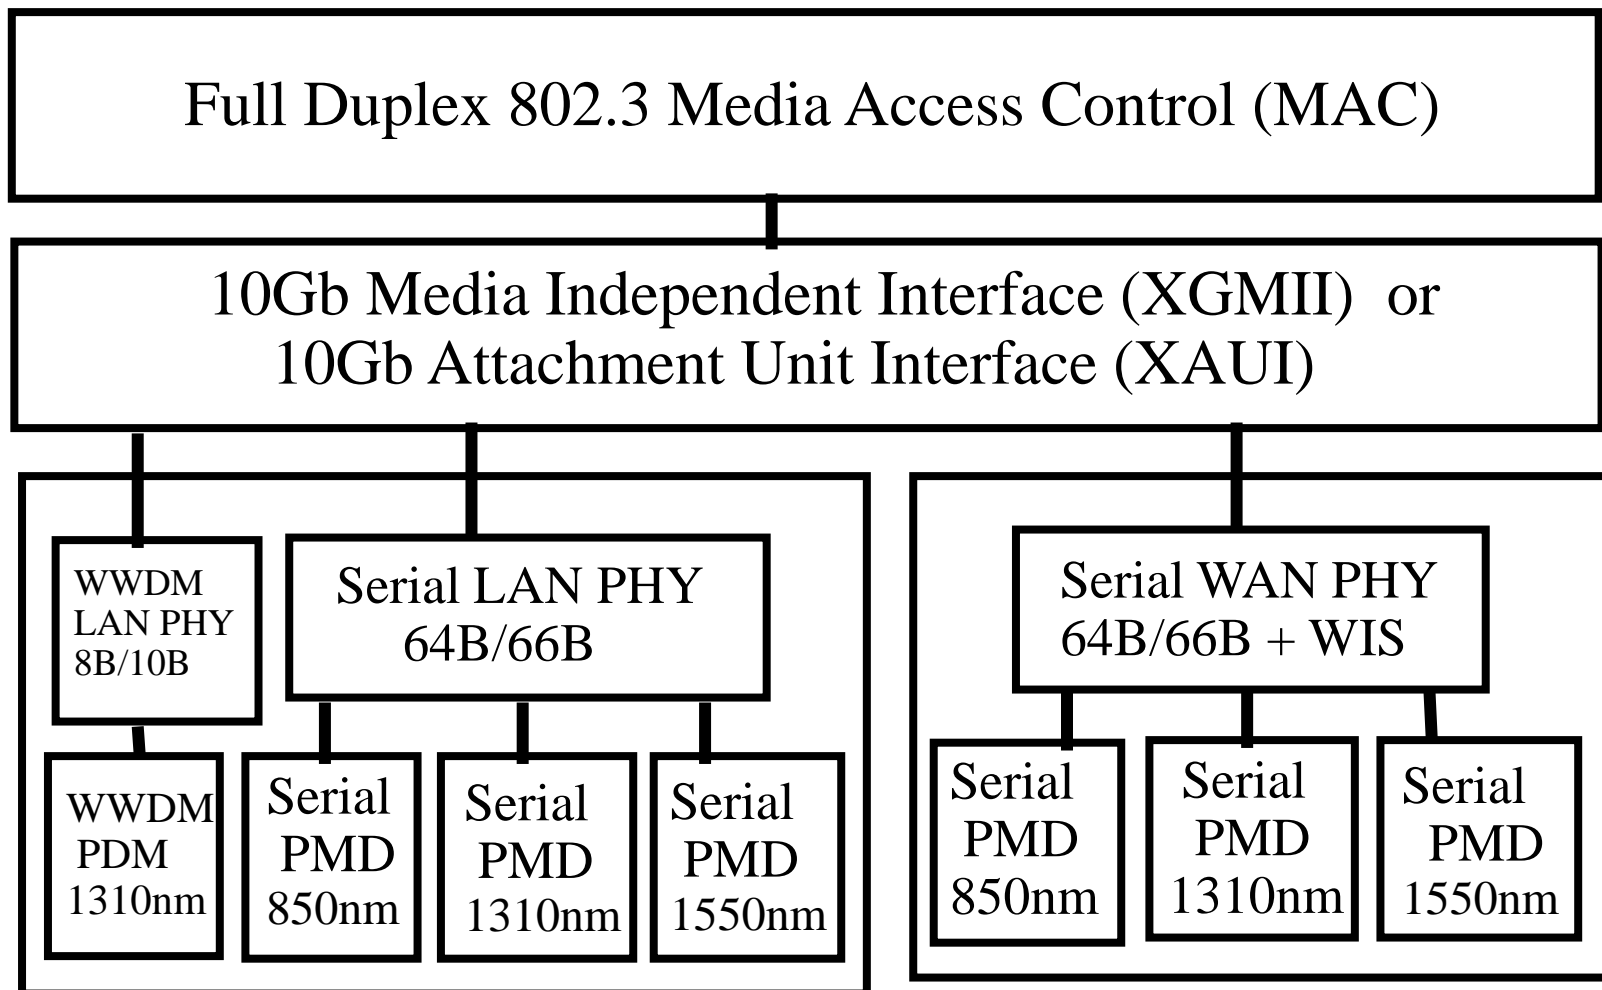 Full Duplex 802.3 Media Access Control (MAC)
10Gb Media Independent Interface (XGMII) or
10Gb Attachment Unit Interface (XAUI)
WWDM
LAN PHY
8B/10B
Serial LAN PHY
64B/66B
Serial WAN PHY
64B/66B + WIS
WWDM
PDM
1310nm
Serial
PMD
850nm
Serial
PMD
1310nm
Serial
PMD
1550nm
Serial
PMD
850nm
Serial
PMD
1310nm
Serial
PMD
1550nm